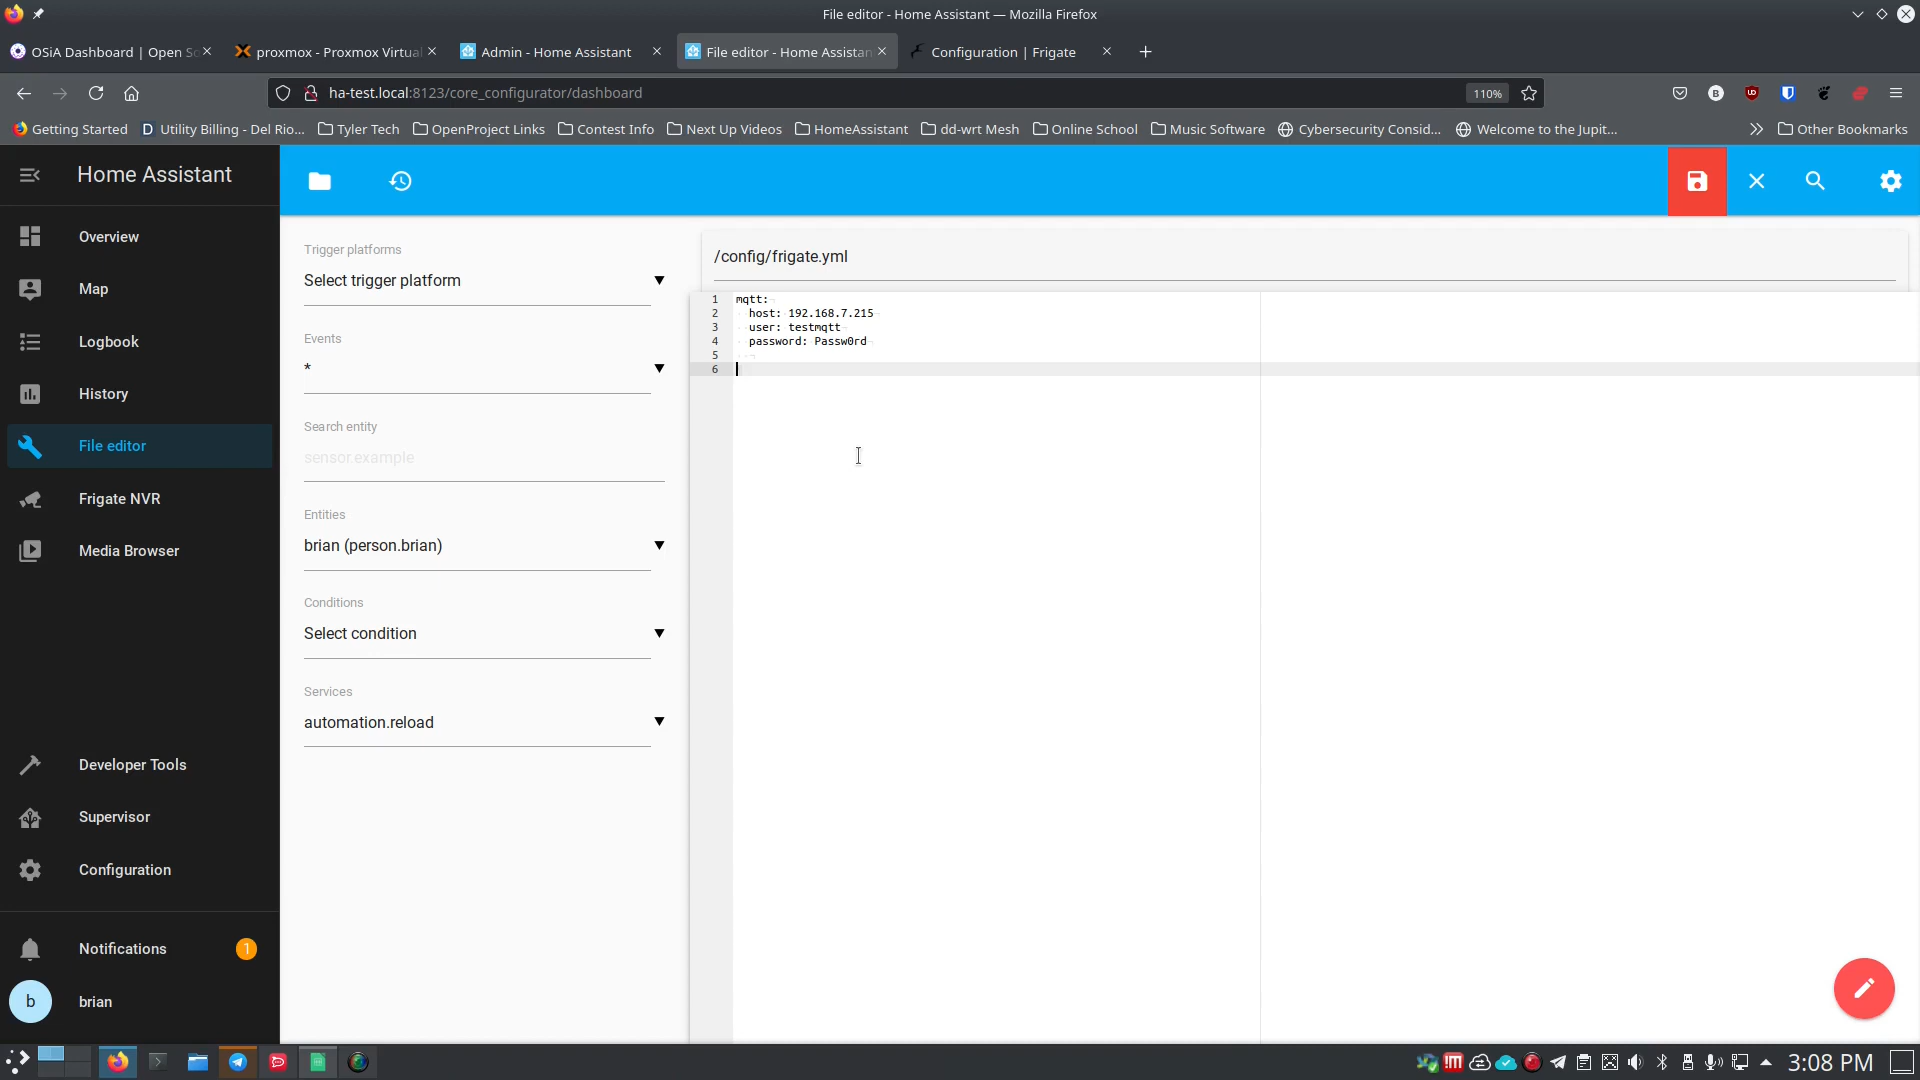 File editor - Home Assistant — Mozilla Firefox
OSiA Dashboard | Open Sc
proxmox - Proxmox Virtual
Admin - Home Assistant
File editor - Home Assistan
Configuration | Frigate
ha-test.local:8123/core_configurator/dashboard
110%
Getting Started
Utility Billing - Del Rio...
Tyler Tech
OpenProject Links
Contest Info
Next Up Videos
HomeAssistant
dd-wrt Mesh
Online School
Music Software
Cybersecurity Consid...
Welcome to the Jupit...
Other Bookmarks
Home Assistant
Overview
Map
Logbook
History
File editor
Frigate NVR
Media Browser
Developer Tools
Supervisor
Configuration
Notifications
1
b
brian
Trigger platforms
Select trigger platform
Events
*
Search entity
sensor.example
Entities
brian (person.brian)
Conditions
Select condition
Services
automation.reload
/config/frigate.yml
1 mqtt:
2 host: 192.168.7.215
3 user: testmqtt
4 password: Passw0rd
5
6
3:08 PM